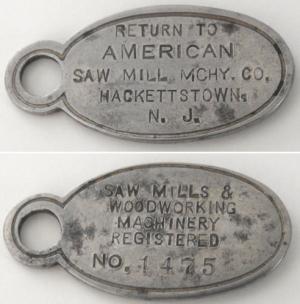 RETURN TO
AMERICAN
SAW MILL MCHY. CO.
HACKETTSTOWN,
N. J.
SAW MILLS &
WOODWORKING
MACHINERY
REGISTERED
NO. 1475